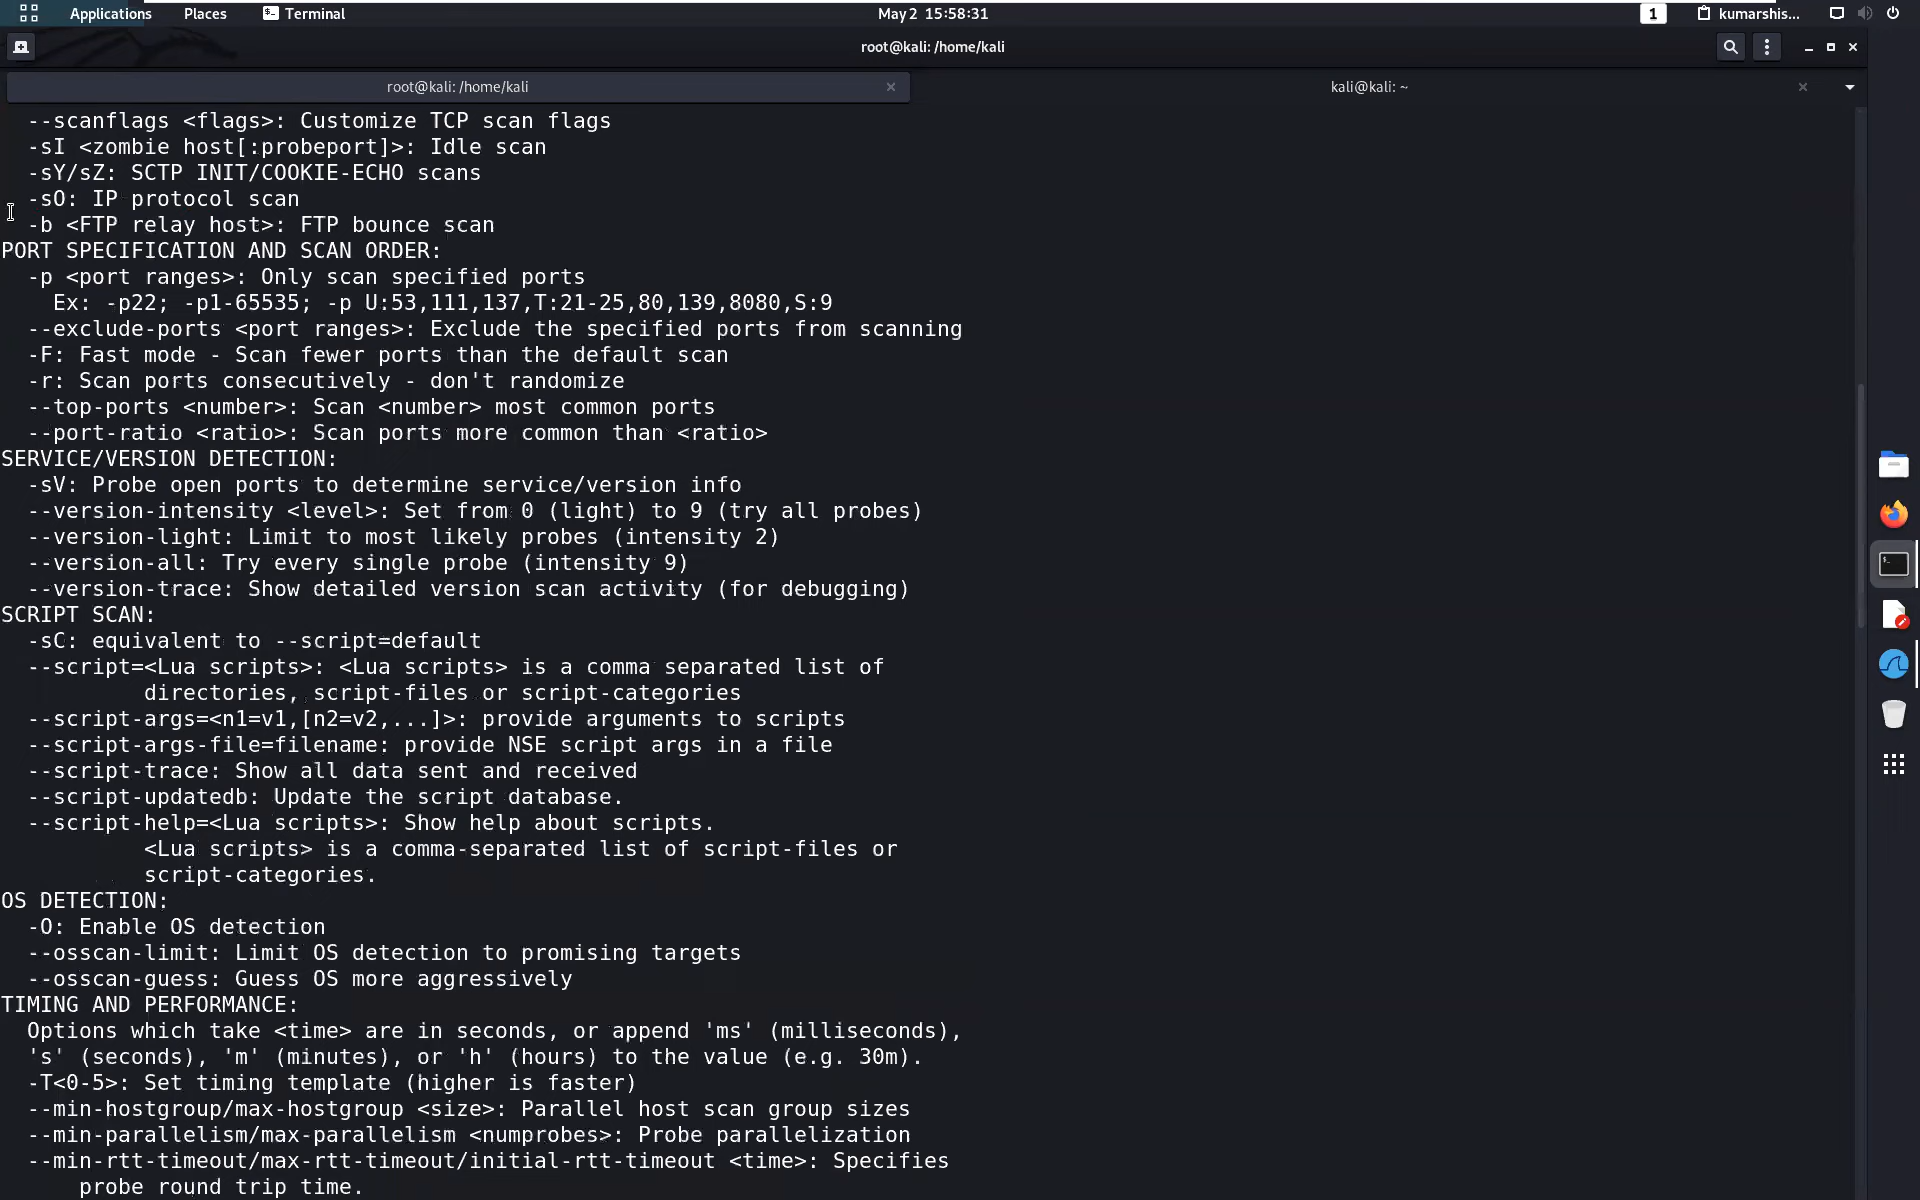 Applications Places Terminal May 2 15:58:31 1 kumarshis...
root@kali: /home/kali
root@kali: /home/kali kali@kali: ~
  --scanflags <flags>: Customize TCP scan flags
  -sI <zombie host[:probeport]>: Idle scan
  -sY/sZ: SCTP INIT/COOKIE-ECHO scans
  -sO: IP protocol scan
  -b <FTP relay host>: FTP bounce scan
PORT SPECIFICATION AND SCAN ORDER:
  -p <port ranges>: Only scan specified ports
    Ex: -p22; -p1-65535; -p U:53,111,137,T:21-25,80,139,8080,S:9
  --exclude-ports <port ranges>: Exclude the specified ports from scanning
  -F: Fast mode - Scan fewer ports than the default scan
  -r: Scan ports consecutively - don't randomize
  --top-ports <number>: Scan <number> most common ports
  --port-ratio <ratio>: Scan ports more common than <ratio>
SERVICE/VERSION DETECTION:
  -sV: Probe open ports to determine service/version info
  --version-intensity <level>: Set from 0 (light) to 9 (try all probes)
  --version-light: Limit to most likely probes (intensity 2)
  --version-all: Try every single probe (intensity 9)
  --version-trace: Show detailed version scan activity (for debugging)
SCRIPT SCAN:
  -sC: equivalent to --script=default
  --script=<Lua scripts>: <Lua scripts> is a comma separated list of
           directories, script-files or script-categories
  --script-args=<n1=v1,[n2=v2,...]>: provide arguments to scripts
  --script-args-file=filename: provide NSE script args in a file
  --script-trace: Show all data sent and received
  --script-updatedb: Update the script database.
  --script-help=<Lua scripts>: Show help about scripts.
           <Lua scripts> is a comma-separated list of script-files or
           script-categories.
OS DETECTION:
  -O: Enable OS detection
  --osscan-limit: Limit OS detection to promising targets
  --osscan-guess: Guess OS more aggressively
TIMING AND PERFORMANCE:
  Options which take <time> are in seconds, or append 'ms' (milliseconds),
  's' (seconds), 'm' (minutes), or 'h' (hours) to the value (e.g. 30m).
  -T<0-5>: Set timing template (higher is faster)
  --min-hostgroup/max-hostgroup <size>: Parallel host scan group sizes
  --min-parallelism/max-parallelism <numprobes>: Probe parallelization
  --min-rtt-timeout/max-rtt-timeout/initial-rtt-timeout <time>: Specifies
      probe round trip time.